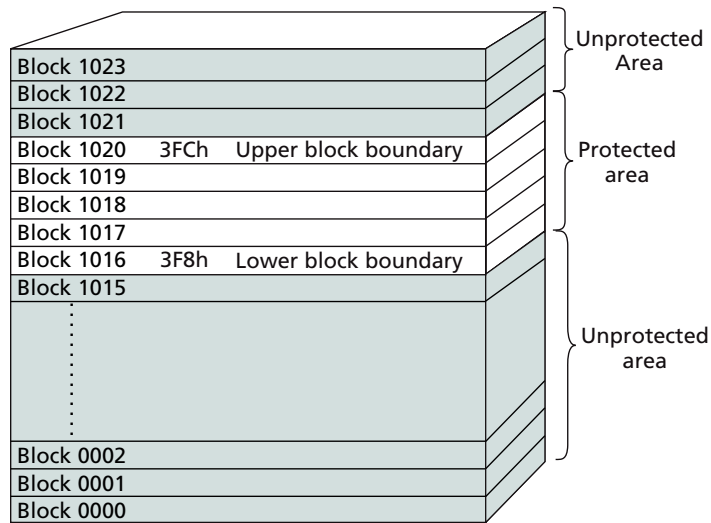 Block 1023
Block 1022
Block 1021
Block 1020 3FCh Upper block boundary
Block 1019
Block 1018
Block 1017
Block 1016 3F8h Lower block boundary
Block 1015
Block 0002
Block 0001
Block 0000
Unprotected
Area
Protected
area
Unprotected
area